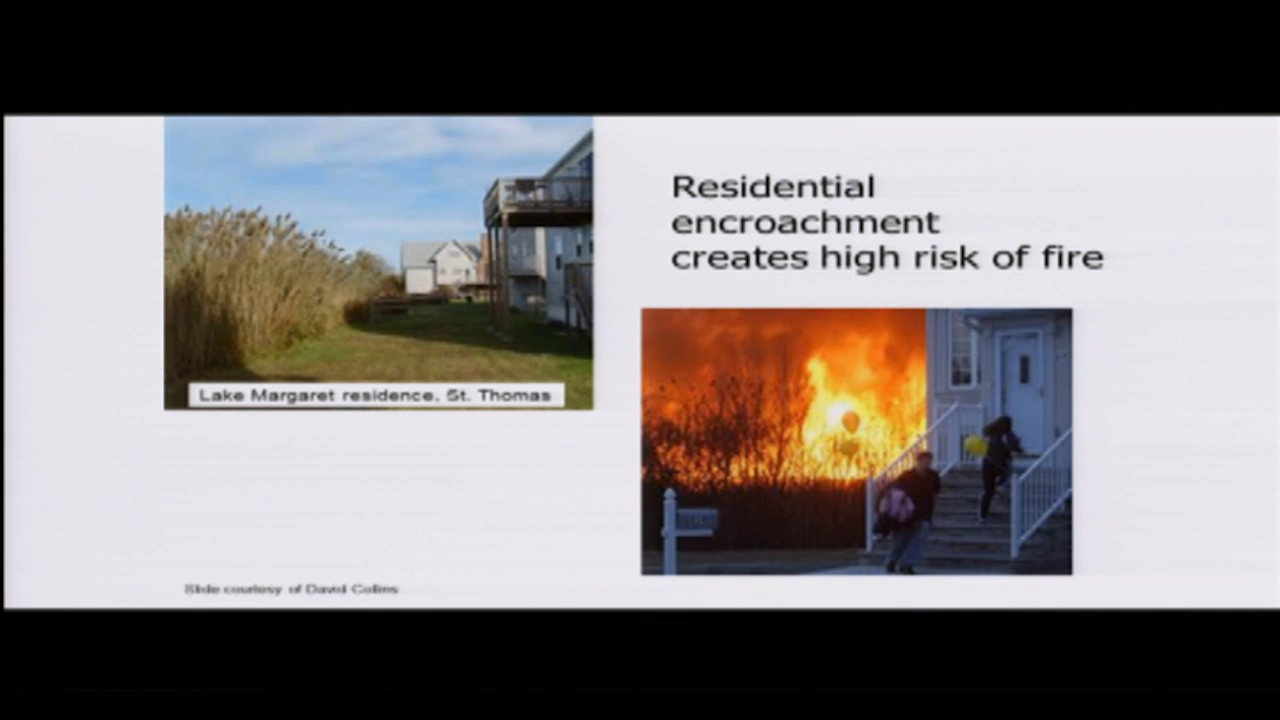 Residential
encroachment
creates high risk of fire
Lake Margaret residence, St. Thomas
Slide courtesy of David Collins